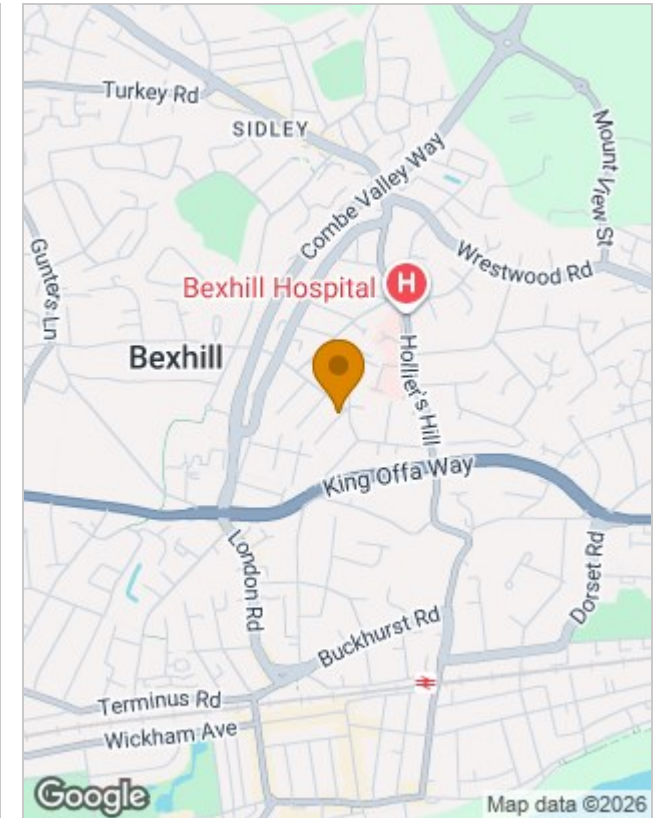 Turkey Rd
SIDLEY
Combe Valley Way
Mount View St
Gunters Ln
Wrestwood Rd
Bexhill Hospital
H
Bexhill
Hollier's Hill
King Offa Way
London Rd
Dorset Rd
Buckhurst Rd
Terminus Rd
Wickham Ave
Google
Map data ©2026